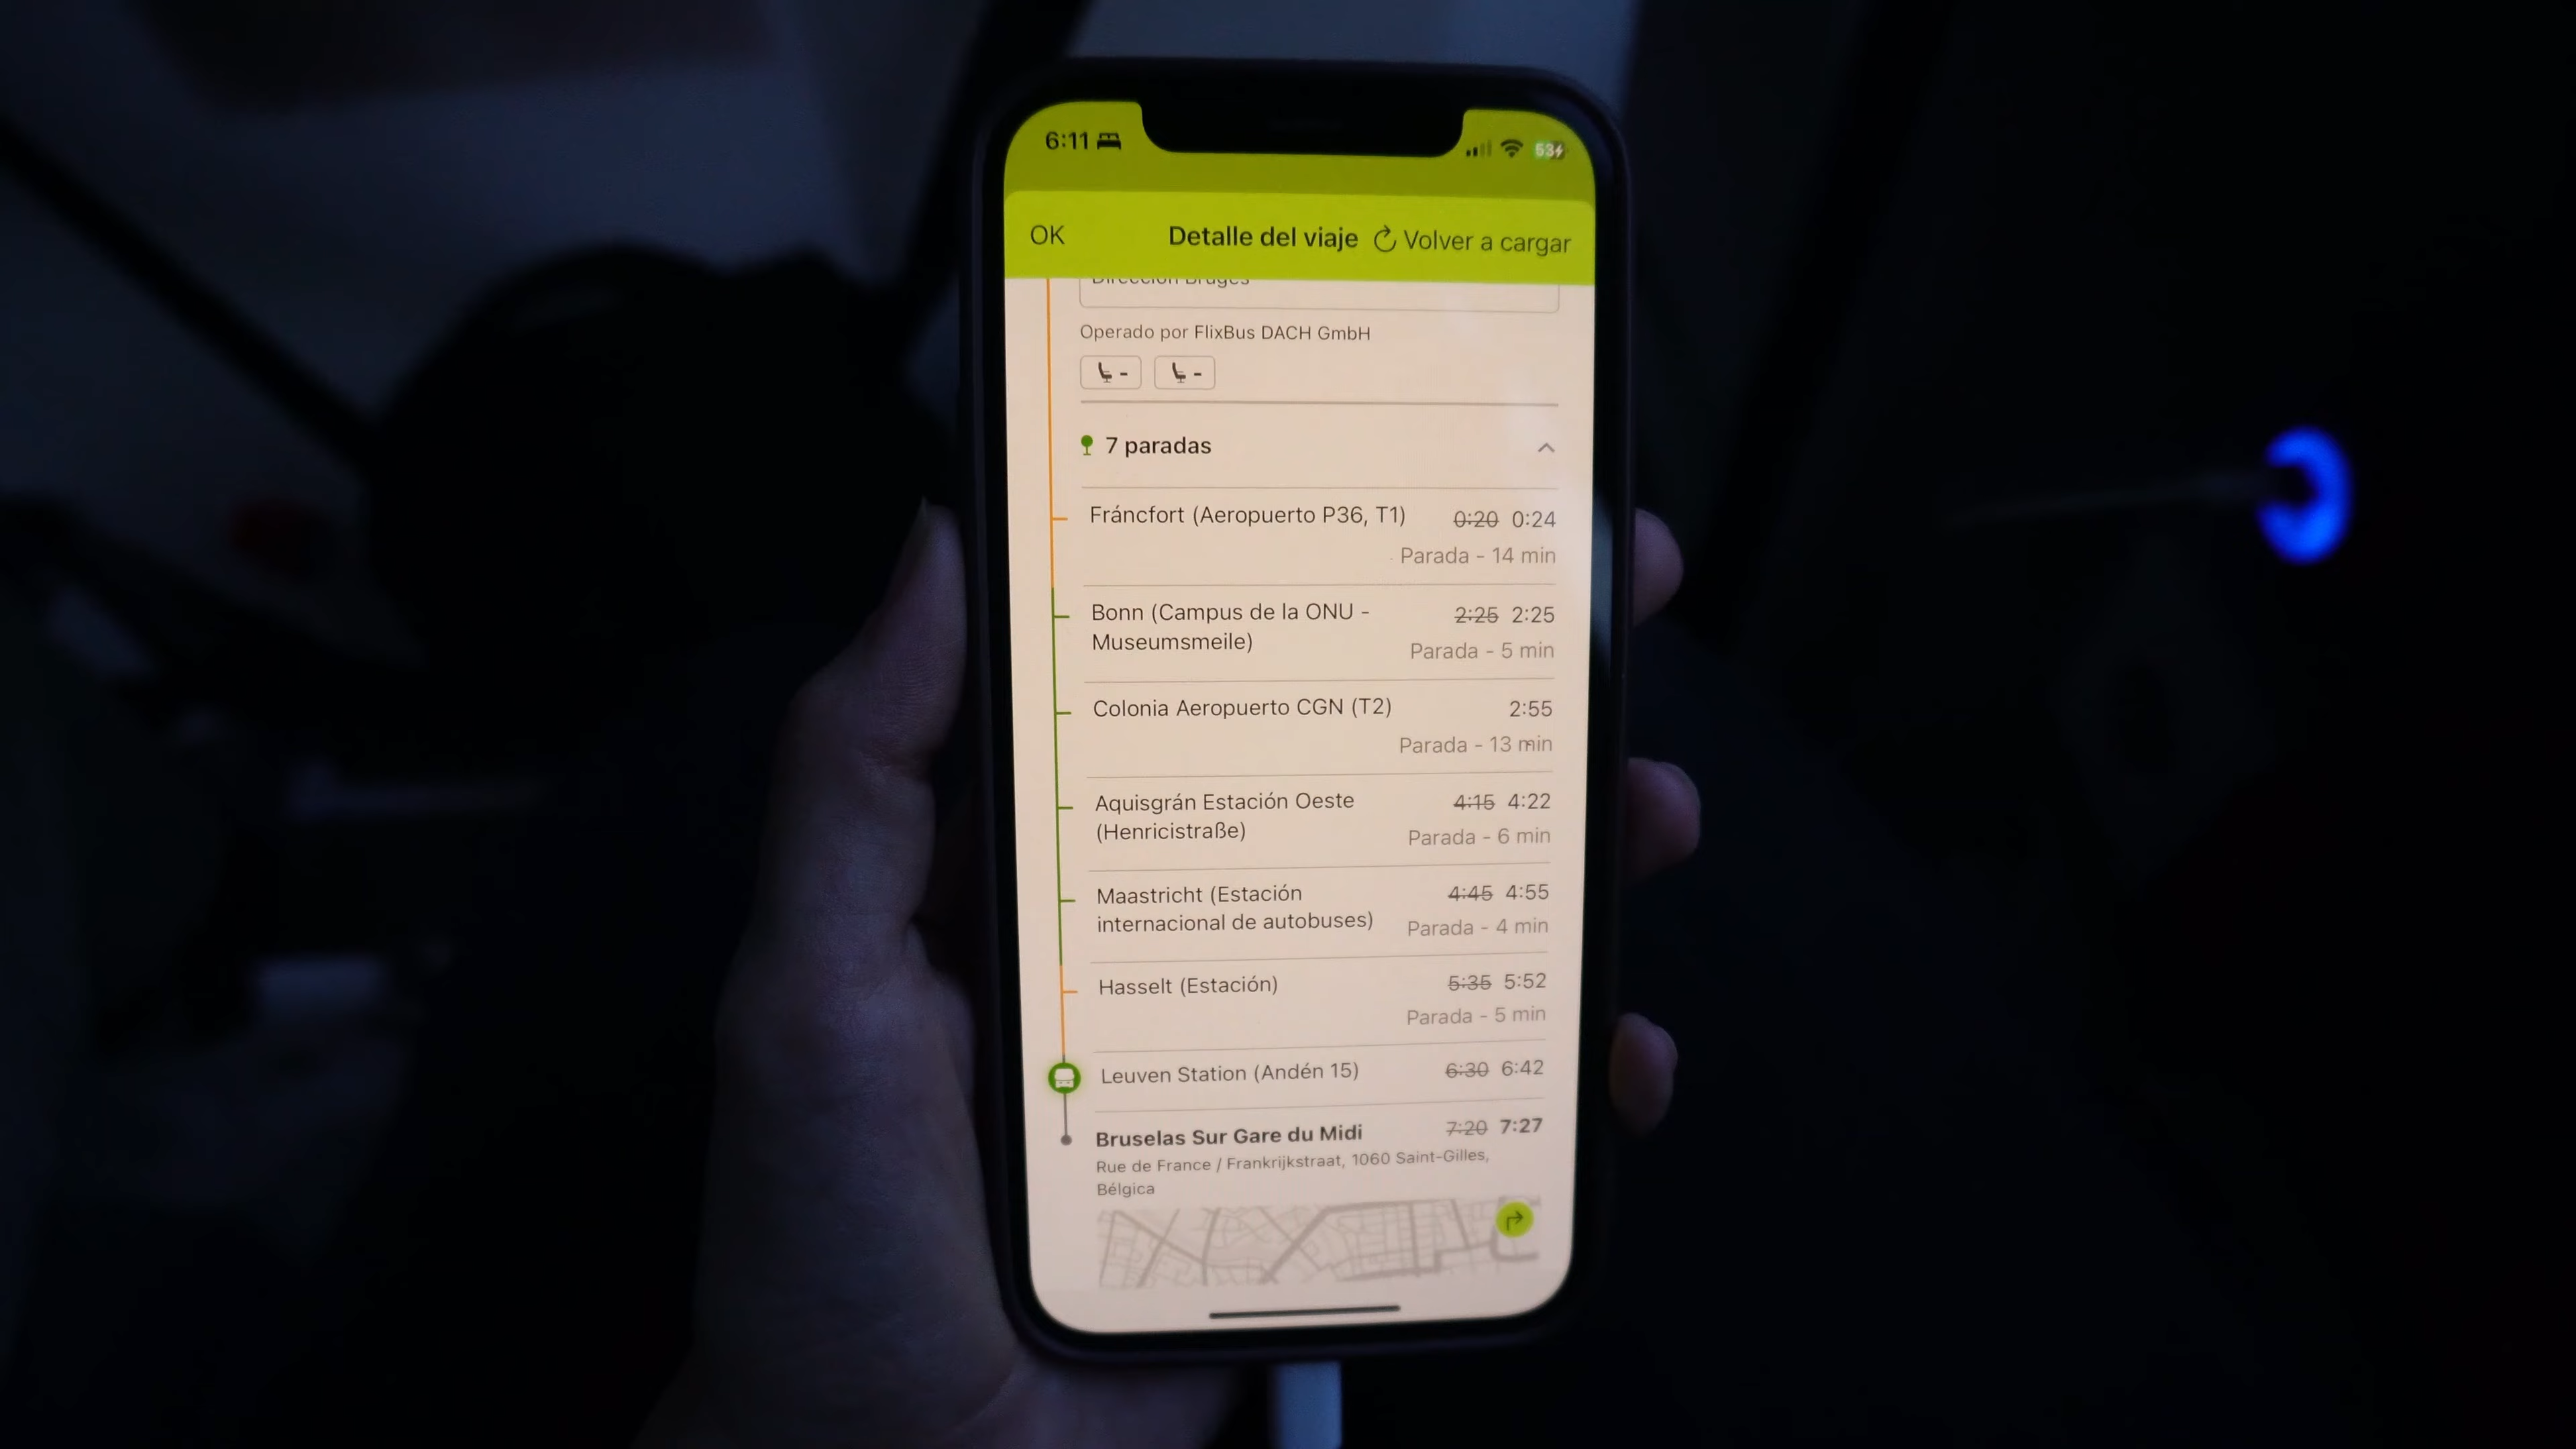 6:11
53
OK Detalle del viaje Volver a cargar
Dirección Bruges
Operado por FlixBus DACH GmbH
- -
7 paradas
Fráncfort (Aeropuerto P36, T1) 0:20 0:24
Parada - 14 min
Bonn (Campus de la ONU - 2:25 2:25
Museumsmeile)
Parada - 5 min
Colonia Aeropuerto CGN (T2) 2:55
Parada - 13 min
Aquisgrán Estación Oeste 4:15 4:22
(Henricistraße)
Parada - 6 min
Maastricht (Estación 4:45 4:55
internacional de autobuses)
Parada - 4 min
Hasselt (Estación) 5:35 5:52
Parada - 5 min
Leuven Station (Andén 15) 6:30 6:42
Bruselas Sur Gare du Midi 7:20 7:27
Rue de France / Frankrijkstraat, 1060 Saint-Gilles,
Bélgica